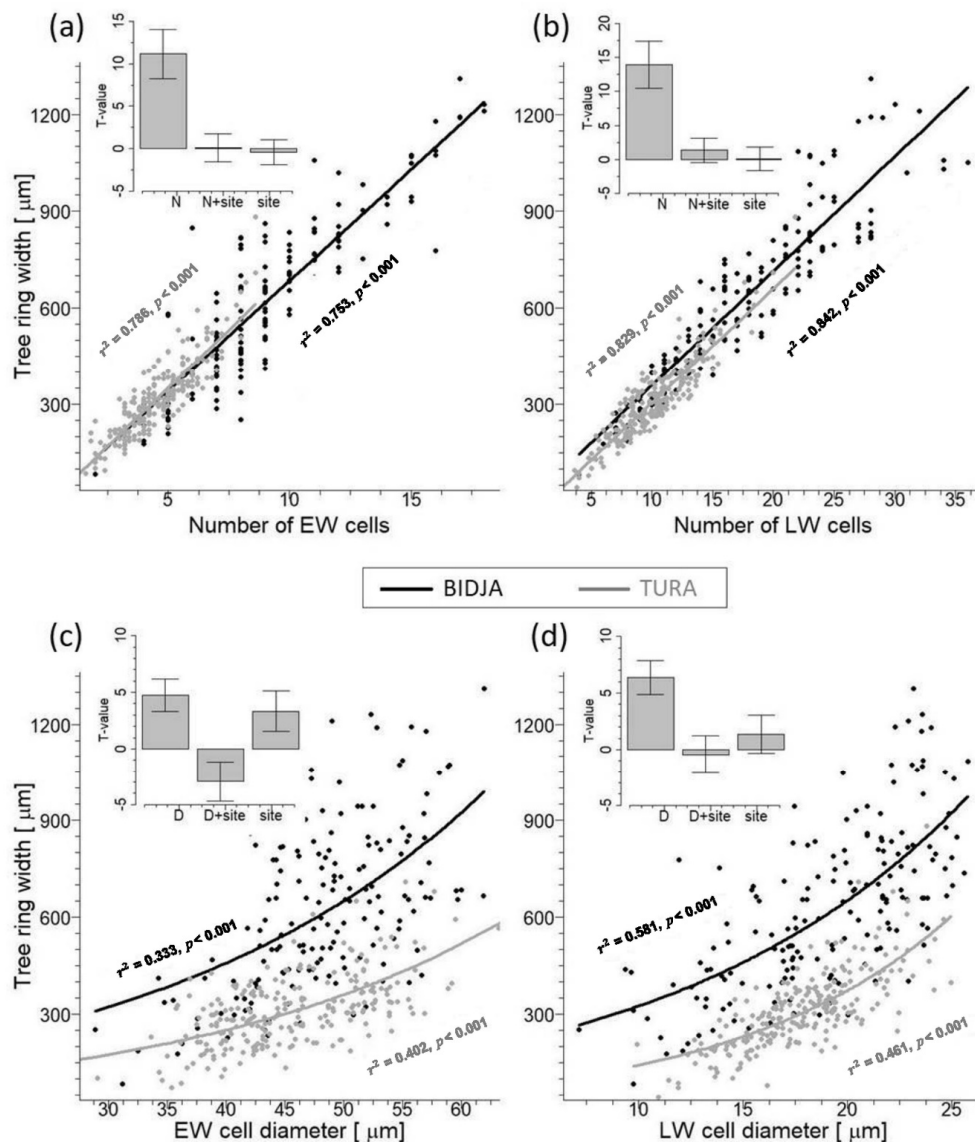 (a)
15
10
5
0
-5
T-value
N N+site site
1200
900
600
300
Tree ring width [ μm]
r² = 0.786, p < 0.001
r² = 0.753, p < 0.001
5 10 15
Number of EW cells
(b)
20
15
10
5
0
-5
T-value
N N+site site
1200
900
600
300
r² = 0.829, p < 0.001
r² = 0.842, p < 0.001
5 10 15 20 25 30 35
Number of LW cells
BIDJA TURA
(c)
10
5
0
-5
T-value
D D+site site
1200
900
600
300
Tree ring width [ μm]
r² = 0.333, p < 0.001
r² = 0.402, p < 0.001
30 35 40 45 50 55 60
EW cell diameter [ μm]
(d)
10
5
0
-5
T-value
D D+site site
1200
900
600
300
r² = 0.581, p < 0.001
r² = 0.461, p < 0.001
10 15 20 25
LW cell diameter [ μm]